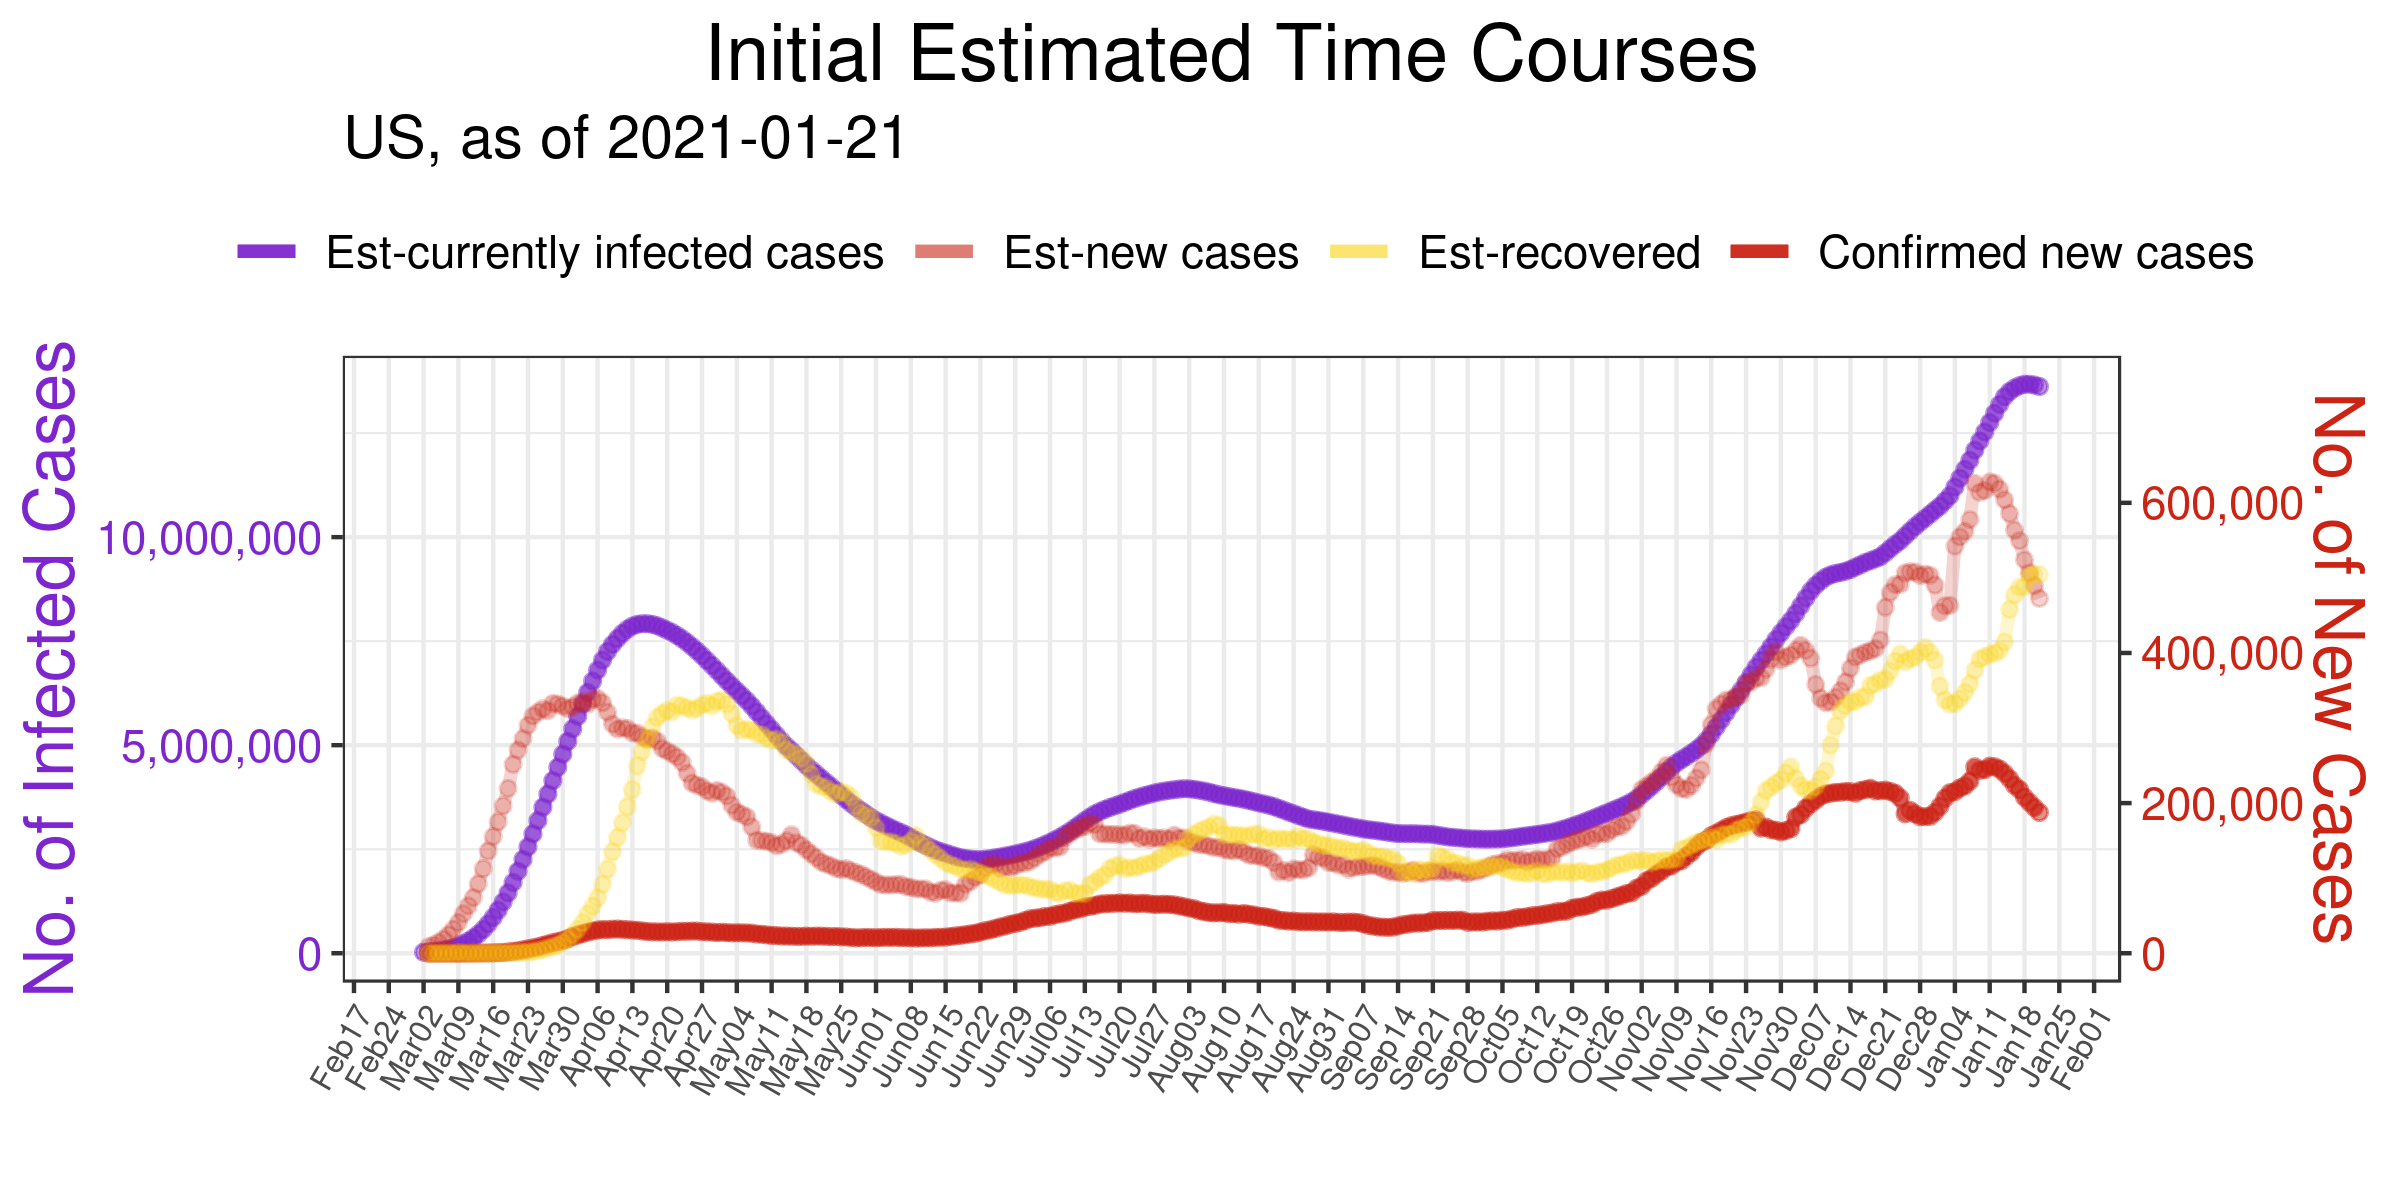 Initial Estimated Time Courses
US, as of 2021-01-21
Est-currently infected cases Est-new cases Est-recovered Confirmed new cases
No. of Infected Cases
10,000,000
5,000,000
0
No. of New Cases
600,000
400,000
200,000
0
Feb17 Feb24 Mar02 Mar09 Mar16 Mar23 Mar30 Apr06 Apr13 Apr20 Apr27 May04 May11 May18 May25 Jun01 Jun08 Jun15 Jun22 Jun29 Jul06 Jul13 Jul20 Jul27 Aug03 Aug10 Aug17 Aug24 Aug31 Sep07 Sep14 Sep21 Sep28 Oct05 Oct12 Oct19 Oct26 Nov02 Nov09 Nov16 Nov23 Nov30 Dec07 Dec14 Dec21 Dec28 Jan04 Jan11 Jan18 Jan25 Feb01